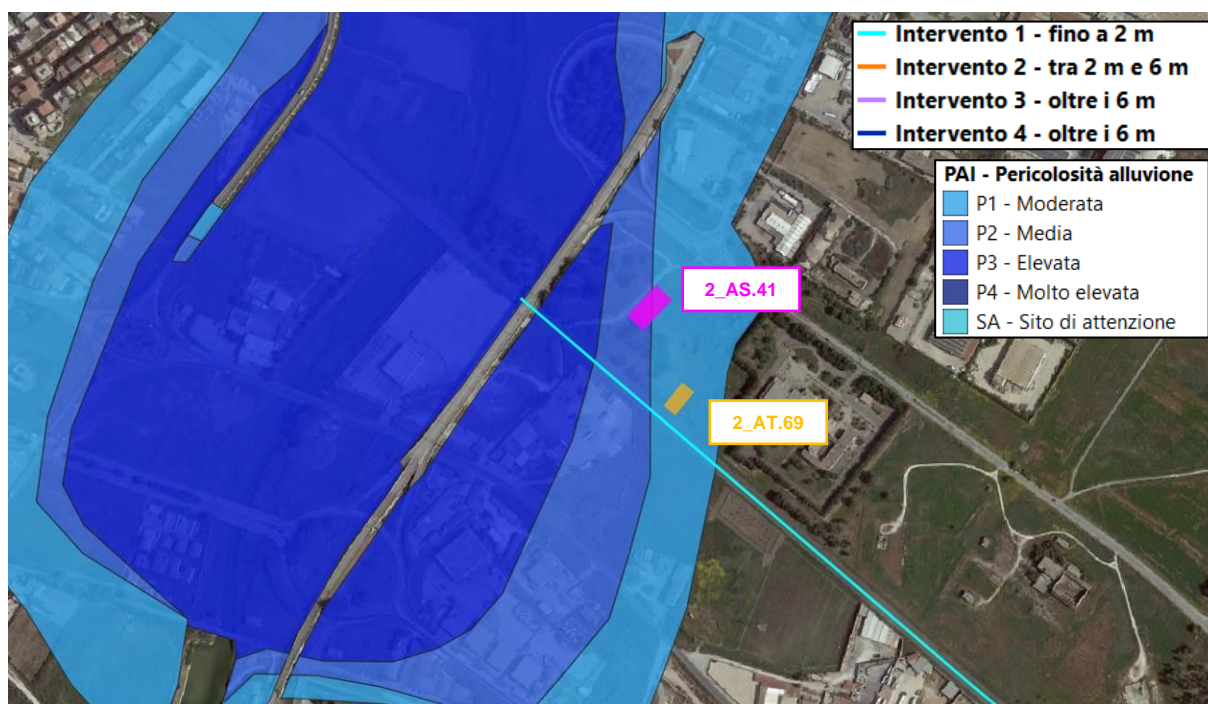 Intervento 1 - fino a 2 m
Intervento 2 - tra 2 m e 6 m
Intervento 3 - oltre i 6 m
Intervento 4 - oltre i 6 m
PAI - Pericolosità alluvione
P1 - Moderata
P2 - Media
P3 - Elevata
P4 - Molto elevata
SA - Sito di attenzione
2_AS.41
2_AT.69